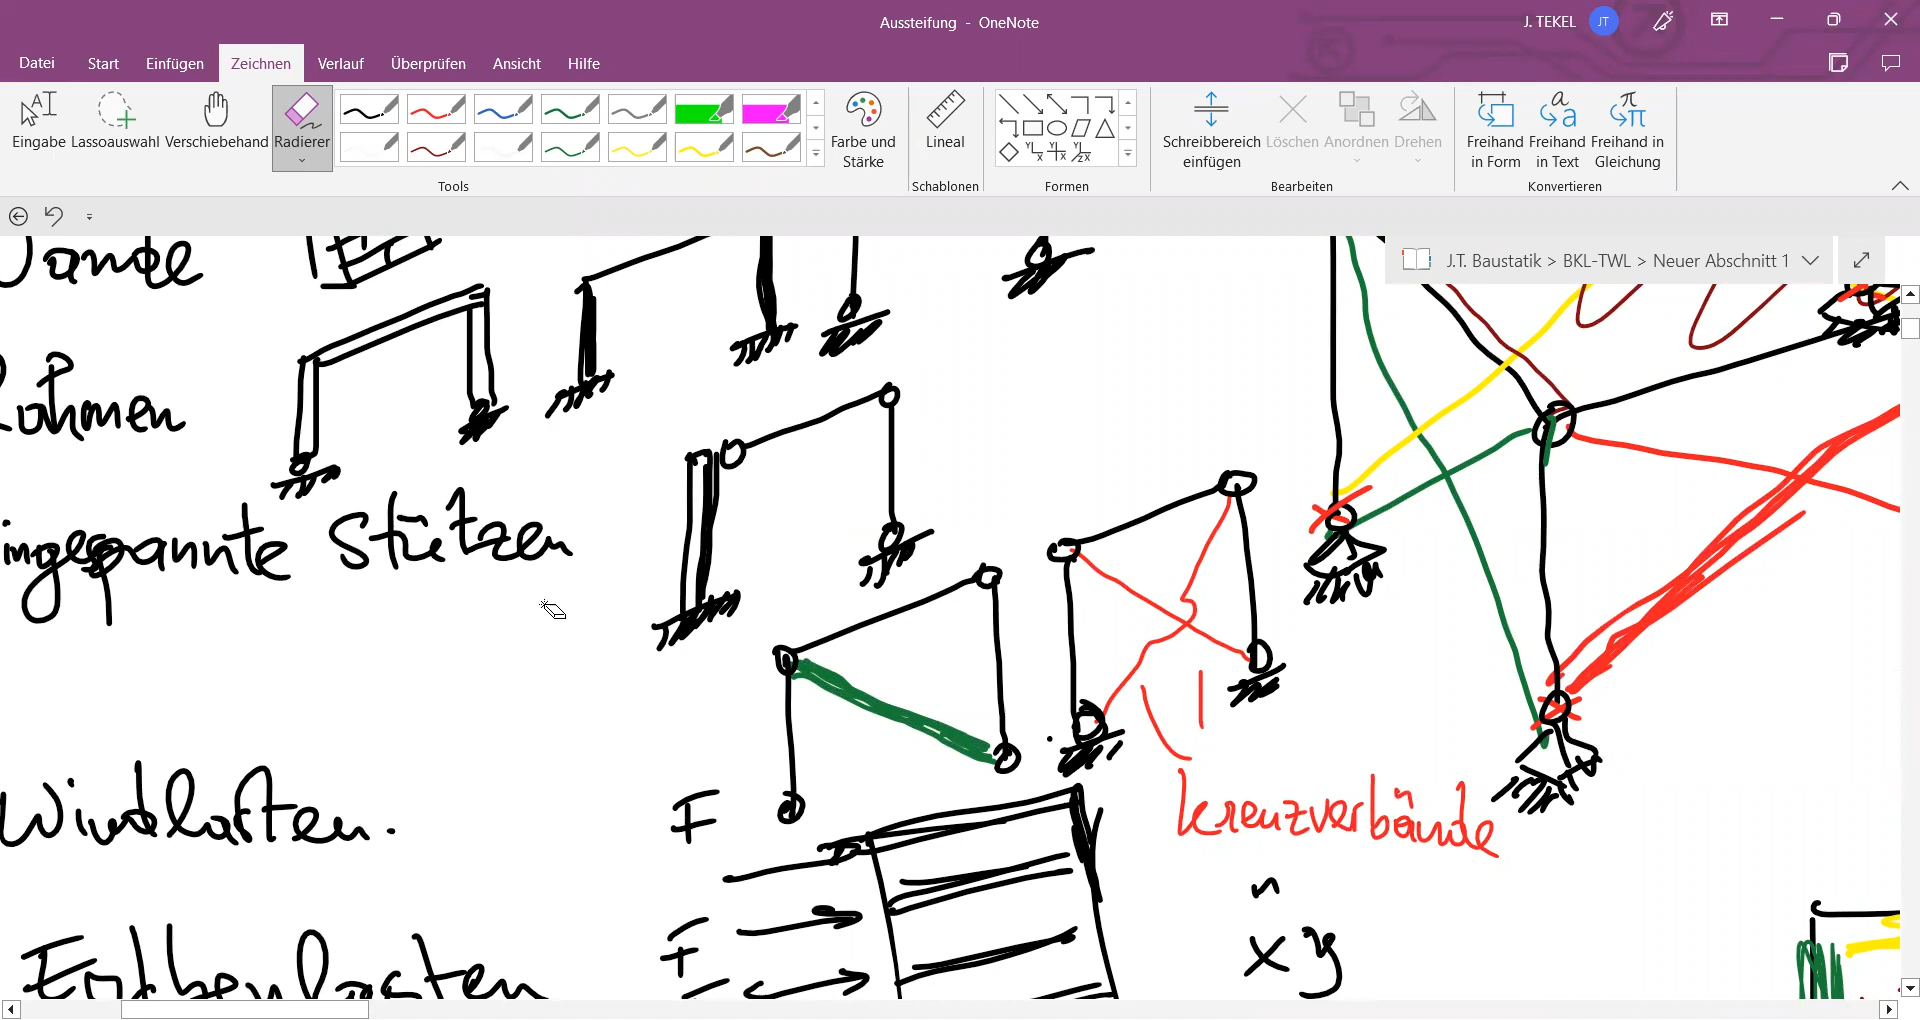 Aussteifung - OneNote
J. TEKEL
JT
Datei Start Einfügen Zeichnen Verlauf Überprüfen Ansicht Hilfe
Eingabe Lassoauswahl Verschiebehand Radierer
Farbe und Stärke
Lineal
Schreibbereich einfügen
Löschen Anordnen Drehen
Freihand in Form
Freihand in Text
Freihand in Gleichung
Tools
Schablonen
Formen
Bearbeiten
Konvertieren
J.T. Baustatik > BKL-TWL > Neuer Abschnitt 1
ingespannte Stützen
Windlasten.
F
Kreuzverbände
F
x y